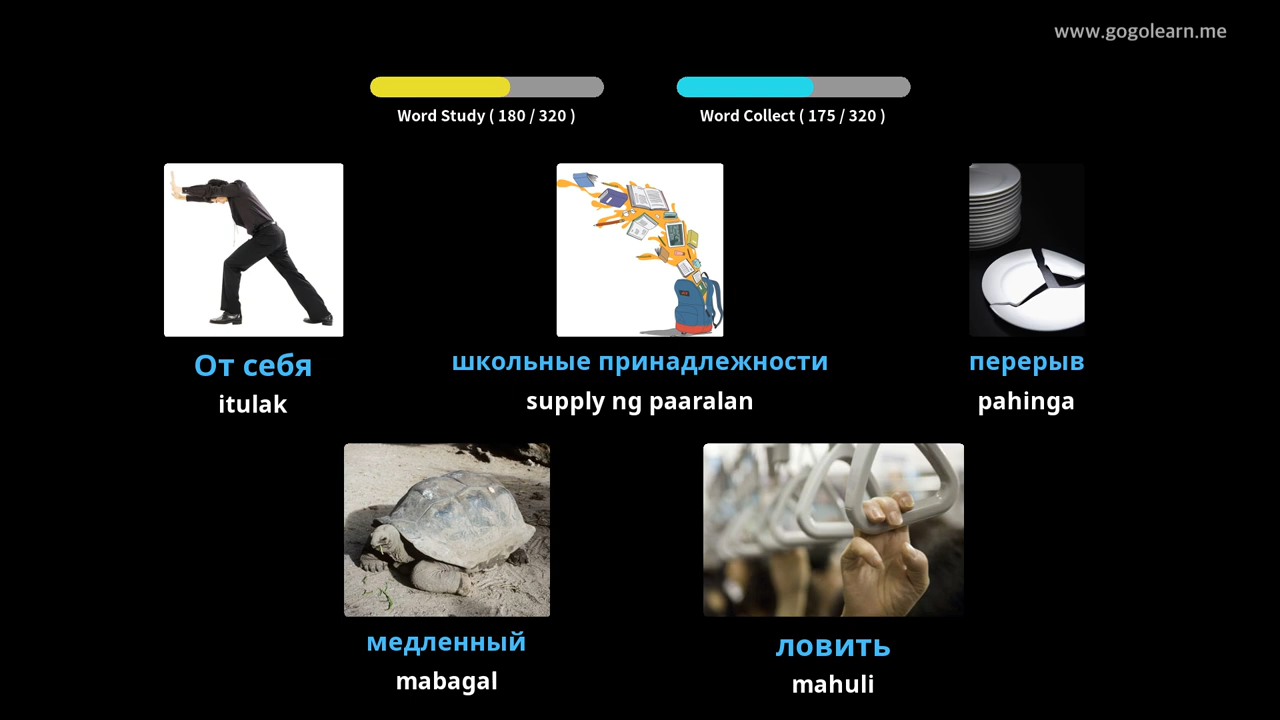 www.gogolearn.me
Word Study ( 180 / 320 )
Word Collect ( 175 / 320 )
От себя
itulak
школьные принадлежности
supply ng paaralan
перерыв
pahinga
медленный
mabagal
ловить
mahuli